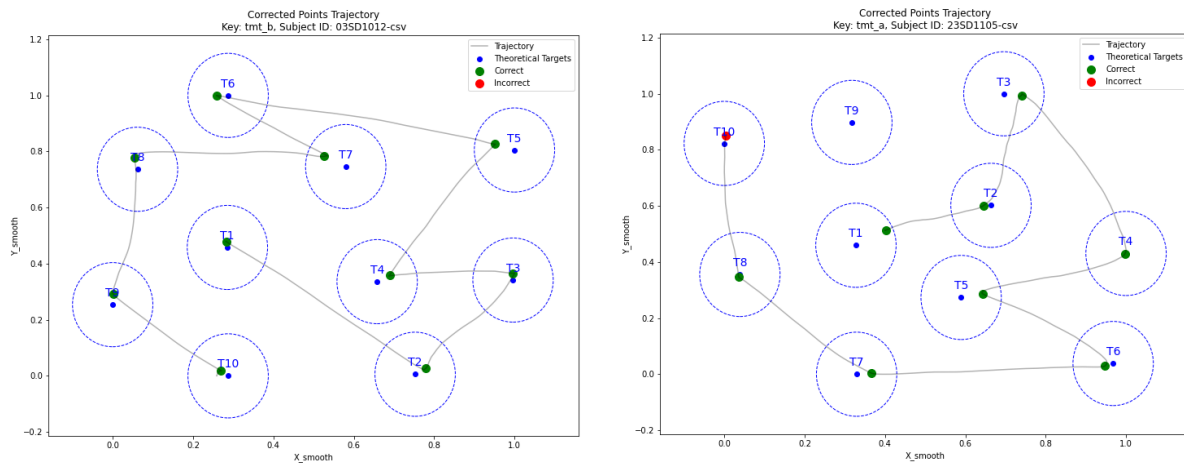 Corrected Points Trajectory
Key: tmt_b, Subject ID: 03SD1012-csv
1.2
1.0
0.8
0.6
0.4
0.2
0.0
−0.2
Y_smooth
Trajectory
Theoretical Targets
Correct
Incorrect
T6
T5
T7
T8
T1
T4
T3
T9
T2
T10
0.0
0.2
0.4
0.6
0.8
1.0
X_smooth
Corrected Points Trajectory
Key: tmt_a, Subject ID: 23SD1105-csv
1.2
1.0
0.8
0.6
0.4
0.2
0.0
−0.2
Y_smooth
Trajectory
Theoretical Targets
Correct
Incorrect
T3
T9
T10
T2
T1
T4
T8
T5
T6
T7
0.0
0.2
0.4
0.6
0.8
1.0
X_smooth